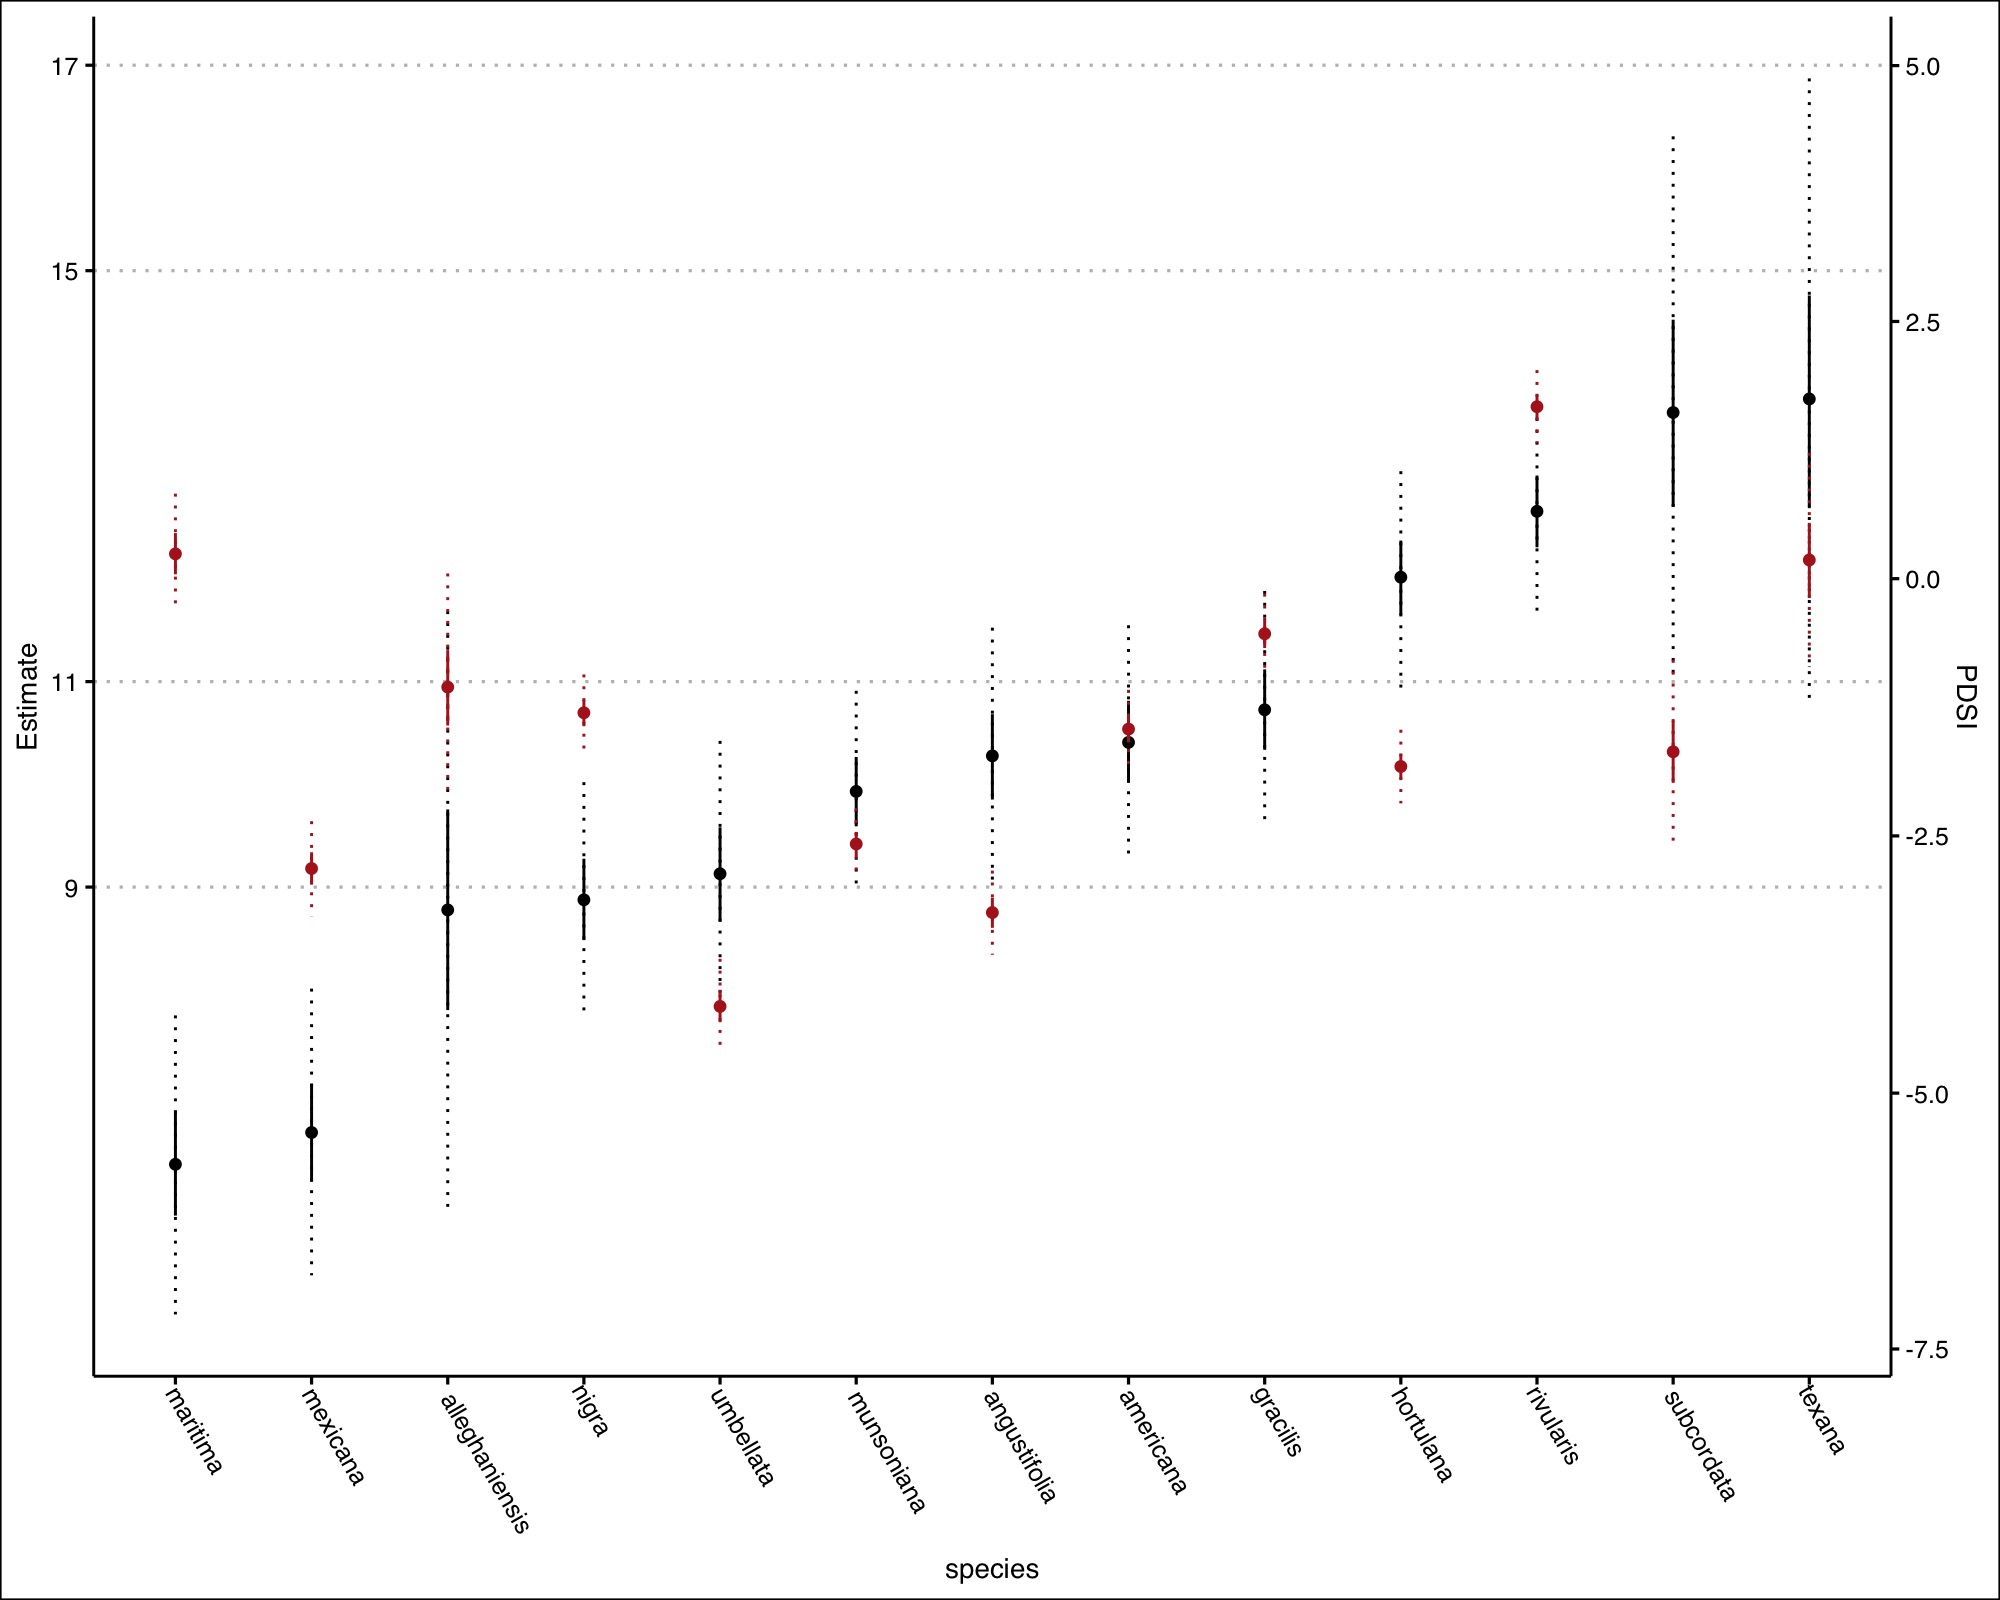 17
15
11
9
Estimate
5.0
2.5
0.0
-2.5
-5.0
-7.5
PDSI
maritima
mexicana
alleghaniensis
nigra
umbellata
munsoniana
angustifolia
americana
gracilis
hortulana
rivularis
subcordata
texana
species